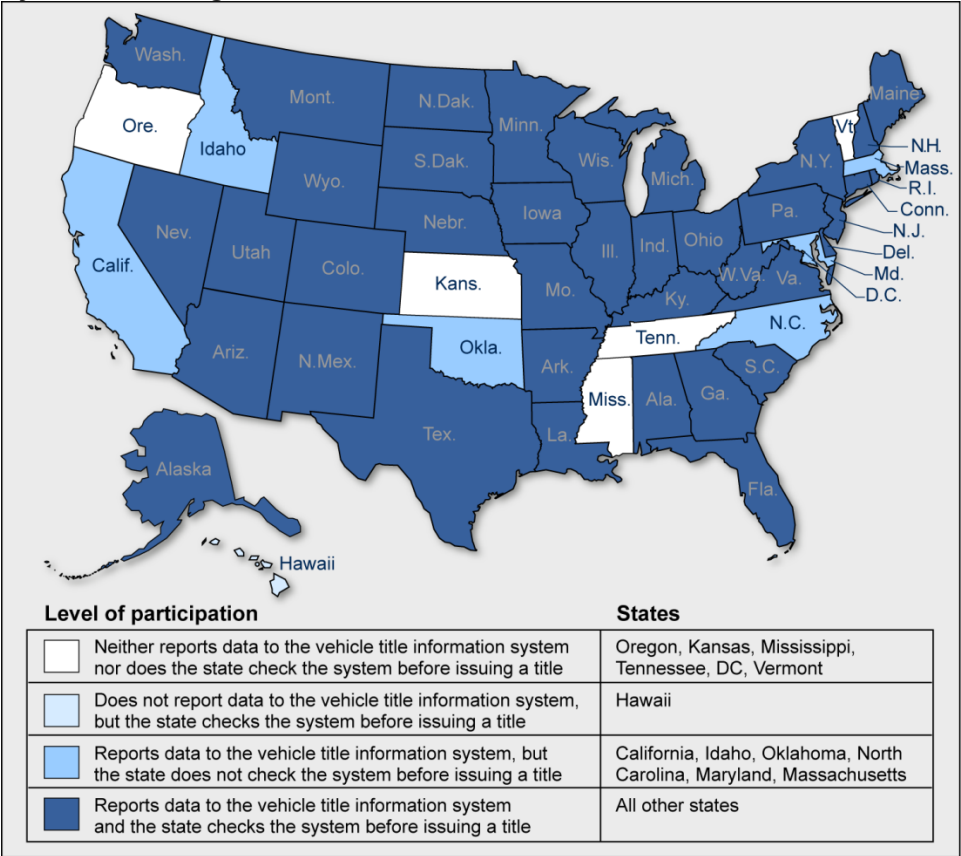 Wash.
Mont.
N.Dak.
Minn.
Maine
Vt
Ore.
Idaho
N.H.
Mass.
R.I.
Conn.
N.J.
Del.
Md.
D.C.
S.Dak.
Wis.
Mich.
N.Y.
Wyo.
Nebr.
Iowa
Pa.
Nev.
Utah
Colo.
Ill.
Ind.
Ohio
W.Va.
Va.
Calif.
Kans.
Mo.
Ky.
Ariz.
N.Mex.
Okla.
Ark.
Tenn.
N.C.
S.C.
Miss.
Ala.
Ga.
Tex.
La.
Fla.
Alaska
Hawaii
Level of participation
States
Neither reports data to the vehicle title information system
nor does the state check the system before issuing a title
Oregon, Kansas, Mississippi,
Tennessee, DC, Vermont
Does not report data to the vehicle title information system,
but the state checks the system before issuing a title
Hawaii
Reports data to the vehicle title information system, but
the state does not check the system before issuing a title
California, Idaho, Oklahoma, North
Carolina, Maryland, Massachusetts
Reports data to the vehicle title information system
and the state checks the system before issuing a title
All other states